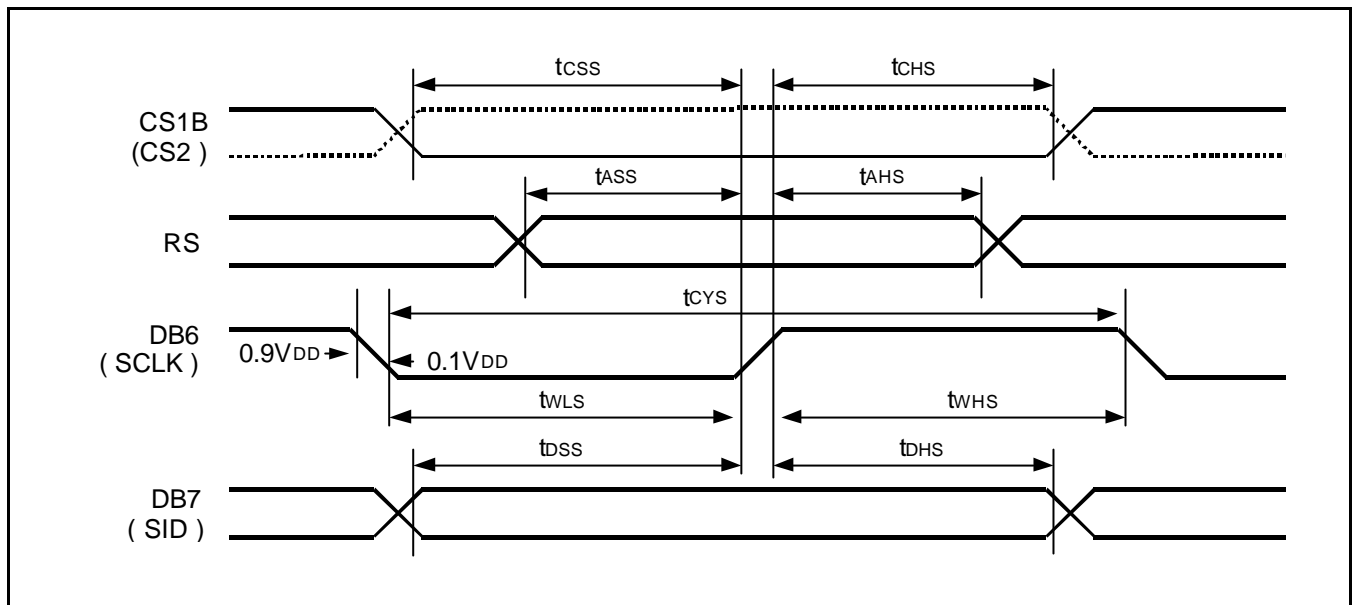 tCSS tCHS
CS1B
(CS2 )
tASS tAHS
RS
tCYS
DB6
( SCLK )
0.9VDD 0.1VDD
tWLS tWHS
tDSS tDHS
DB7
( SID )